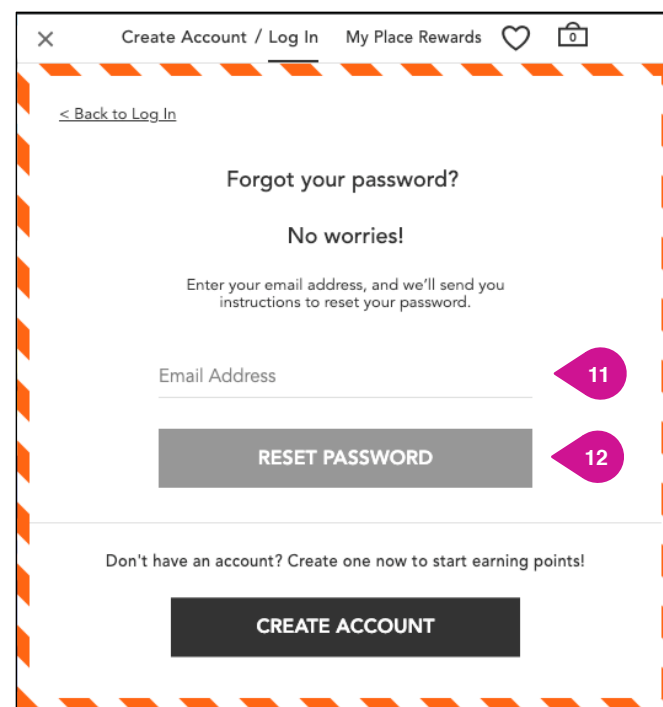 Create Account / Log In My Place Rewards 0
< Back to Log In
Forgot your password?
No worries!
Enter your email address, and we'll send you
instructions to reset your password.
Email Address
11
RESET PASSWORD
12
Don't have an account? Create one now to start earning points!
CREATE ACCOUNT